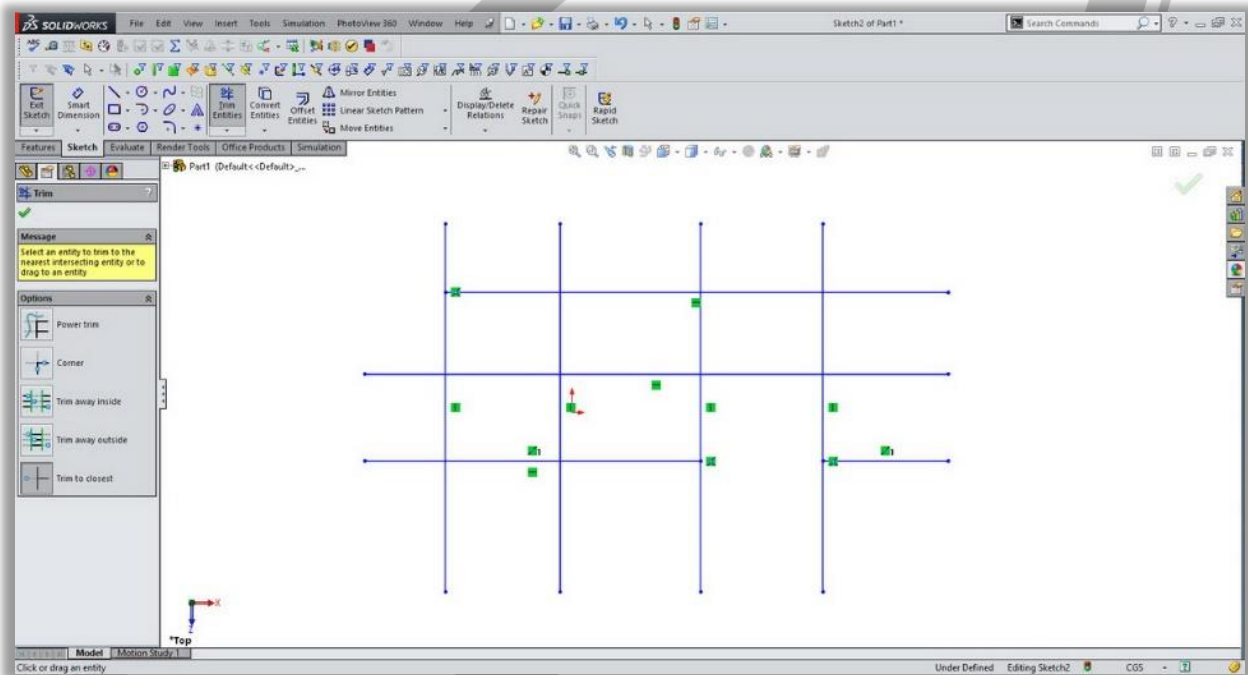 SOLIDWORKS File Edit View Insert Tools Simulation PhotoView 360 Window Help Sketch2 of Part1 * Search Commands
Exit Sketch
Smart Dimension
Trim Entities
Convert Entities
Offset Entities
Mirror Entities
Linear Sketch Pattern
Move Entities
Display/Delete Relations
Repair Sketch
Quick Snaps
Rapid Sketch
Features Sketch Evaluate Render Tools Office Products Simulation
Part1 (Default<<Default>_...
Trim ?
Message
Select an entity to trim to the
nearest intersecting entity or to
drag to an entity
Options
Power trim
Corner
Trim away inside
Trim away outside
Trim to closest
1
1
X
Z
*Top
Model Motion Study 1
Click or drag an entity Under Defined Editing Sketch2 CGS